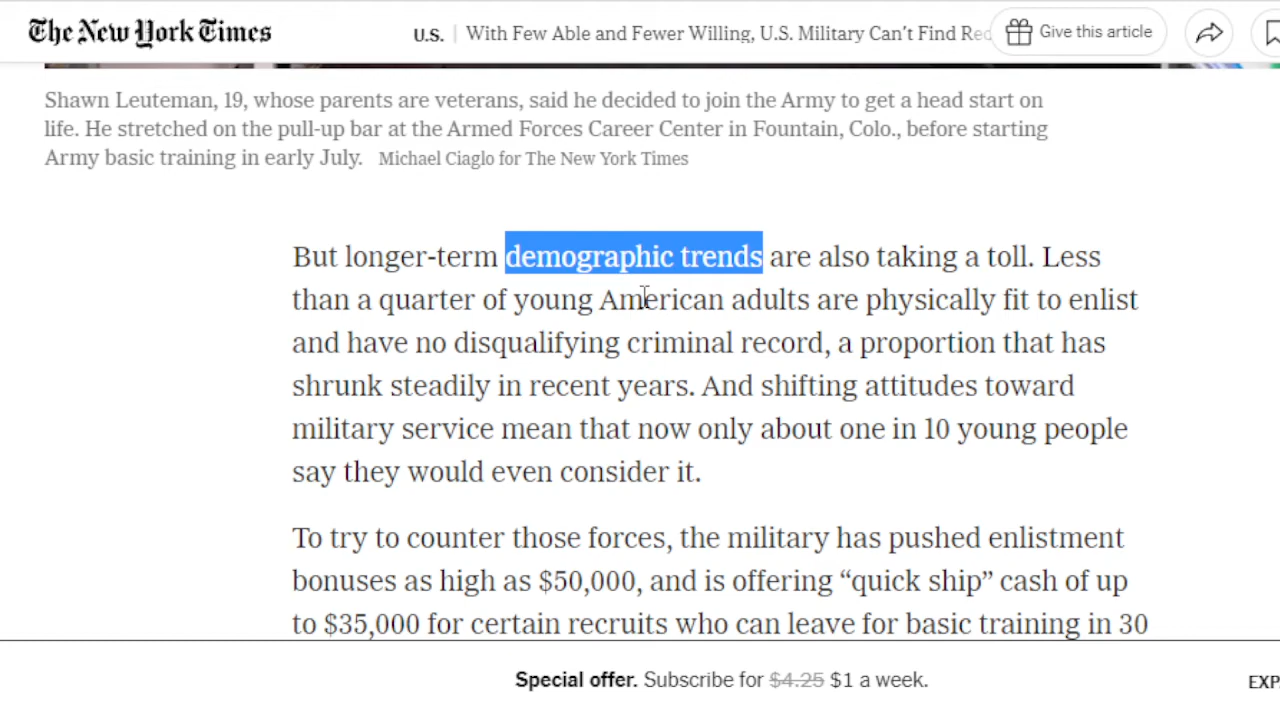 The New York Times
U.S. | With Few Able and Fewer Willing, U.S. Military Can't Find
Give this article
Shawn Leuteman, 19, whose parents are veterans, said he decided to join the Army to get a head start on
life. He stretched on the pull-up bar at the Armed Forces Career Center in Fountain, Colo., before starting
Army basic training in early July. Michael Ciaglo for The New York Times
But longer-term demographic trends are also taking a toll. Less
than a quarter of young American adults are physically fit to enlist
and have no disqualifying criminal record, a proportion that has
shrunk steadily in recent years. And shifting attitudes toward
military service mean that now only about one in 10 young people
say they would even consider it.
To try to counter those forces, the military has pushed enlistment
bonuses as high as $50,000, and is offering “quick ship” cash of up
to $35,000 for certain recruits who can leave for basic training in 30
Special offer. Subscribe for $4.25 $1 a week.
EXP